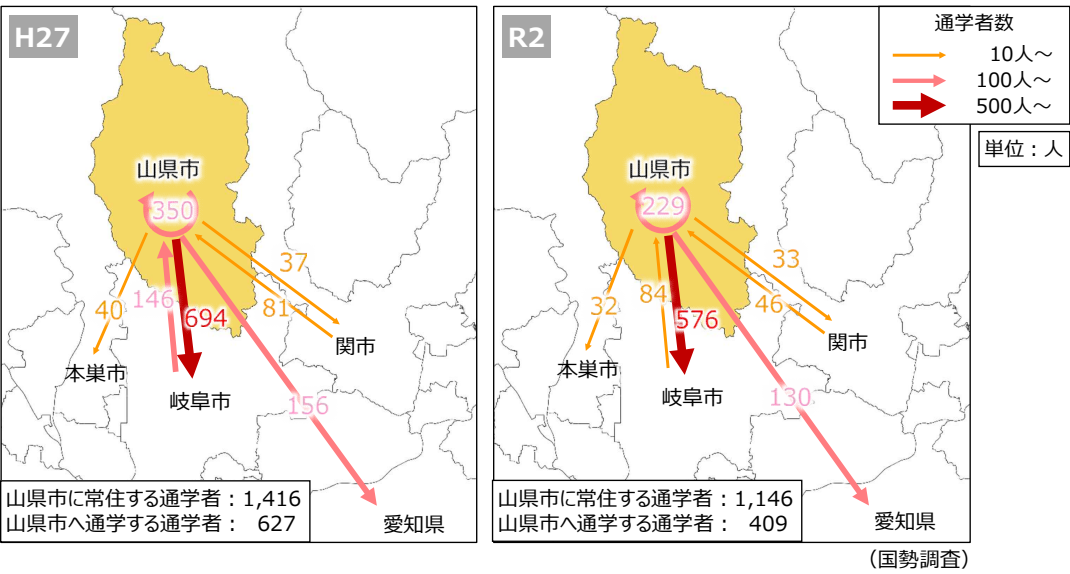 H27
山県市
350
37
81
40
146
694
関市
本巣市
岐阜市
156
愛知県
山県市に常住する通学者：1,416
山県市へ通学する通学者： 627
R2
山県市
229
33
46
32
84
576
関市
本巣市
岐阜市
130
愛知県
山県市に常住する通学者：1,146
山県市へ通学する通学者： 409
通学者数
10人～
100人～
500人～
単位：人
（国勢調査）